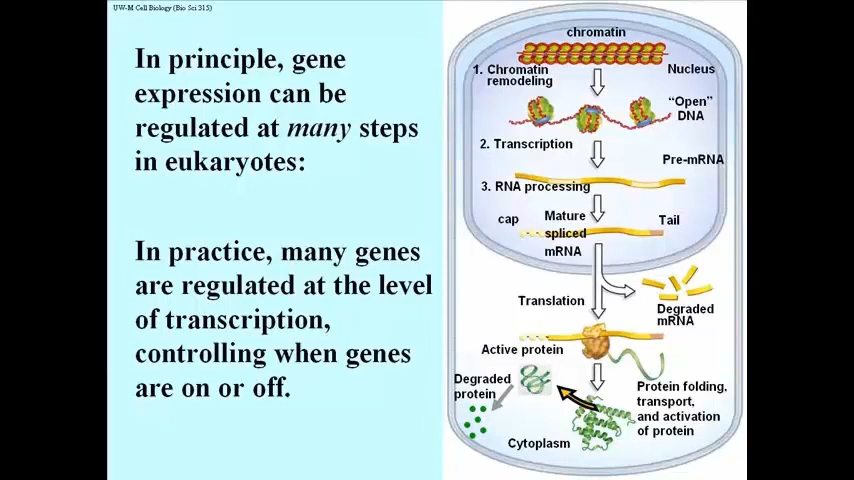 UW-M Cell Biology (Bio Sci 315)
In principle, gene
expression can be
regulated at many steps
in eukaryotes:
In practice, many genes
are regulated at the level
of transcription,
controlling when genes
are on or off.
chromatin
1. Chromatin
remodeling
Nucleus
“Open”
DNA
2. Transcription
Pre-mRNA
3. RNA processing
cap
Mature
spliced
mRNA
Tail
Translation
Degraded
mRNA
Active protein
Degraded
protein
Protein folding,
transport,
and activation
of protein
Cytoplasm